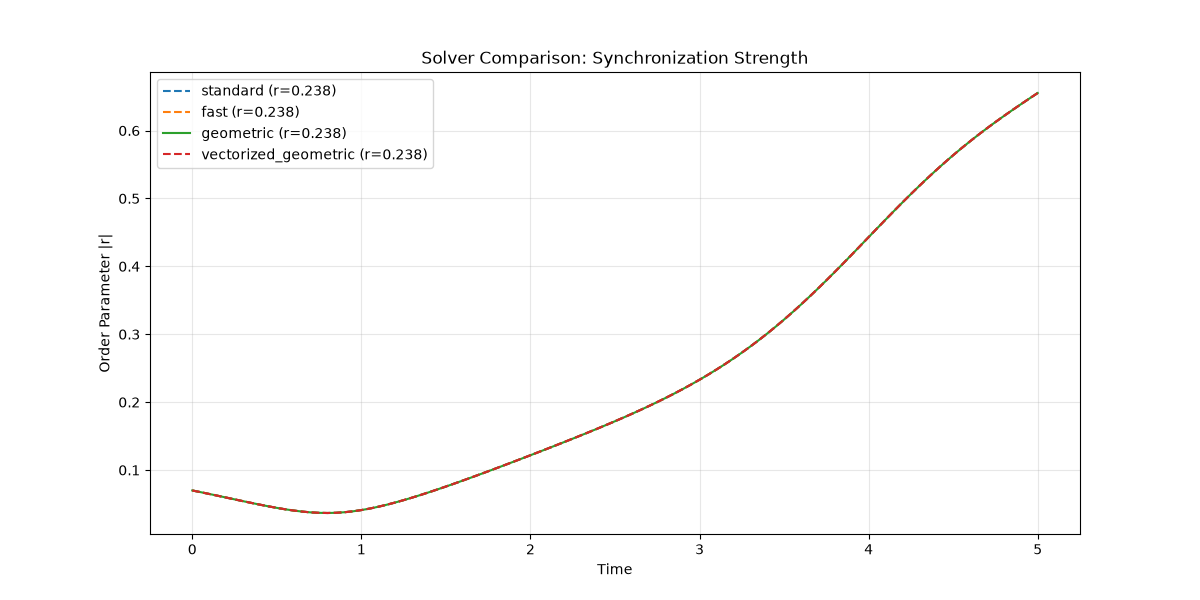 Solver Comparison: Synchronization Strength
standard (r=0.238)
fast (r=0.238)
geometric (r=0.238)
vectorized_geometric (r=0.238)
Order Parameter |r|
0.6
0.5
0.4
0.3
0.2
0.1
0 1 2 3 4 5
Time